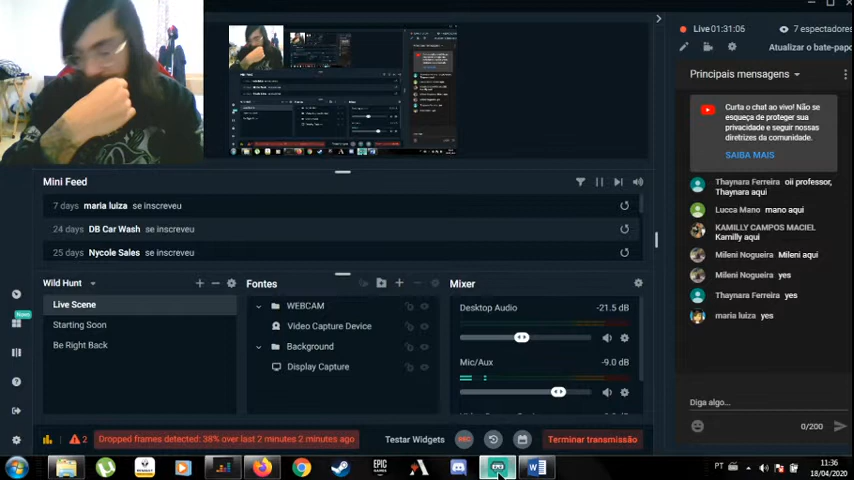 Live 01:31:06
7 espectadores
Atualizar o bate-papo
Principais mensagens
Curta o chat ao vivo! Não se
esqueça de proteger sua
privacidade e seguir nossas
diretrizes da comunidade.
SAIBA MAIS
Thaynara Ferreira oii professor,
Thaynara aqui
Lucca Mano mano aqui
KAMILLY CAMPOS MACIEL
Kamilly aqui
Mileni Nogueira Mileni aqui
Mileni Nogueira yes
Thaynara Ferreira yes
maria luiza yes
Diga algo...
0/200
Mini Feed
7 days maria luiza se inscreveu
24 days DB Car Wash se inscreveu
25 days Nycole Sales se inscreveu
Wild Hunt
Live Scene
Starting Soon
Be Right Back
Novo
Fontes
WEBCAM
Video Capture Device
Background
Display Capture
Mixer
Desktop Audio -21.5 dB
Mic/Aux -9.0 dB
2
Dropped frames detected: 38% over last 2 minutes 2 minutes ago
Testar Widgets
REC
Terminar transmissão
EPIC
GAMES
PT
11:36
18/04/2020